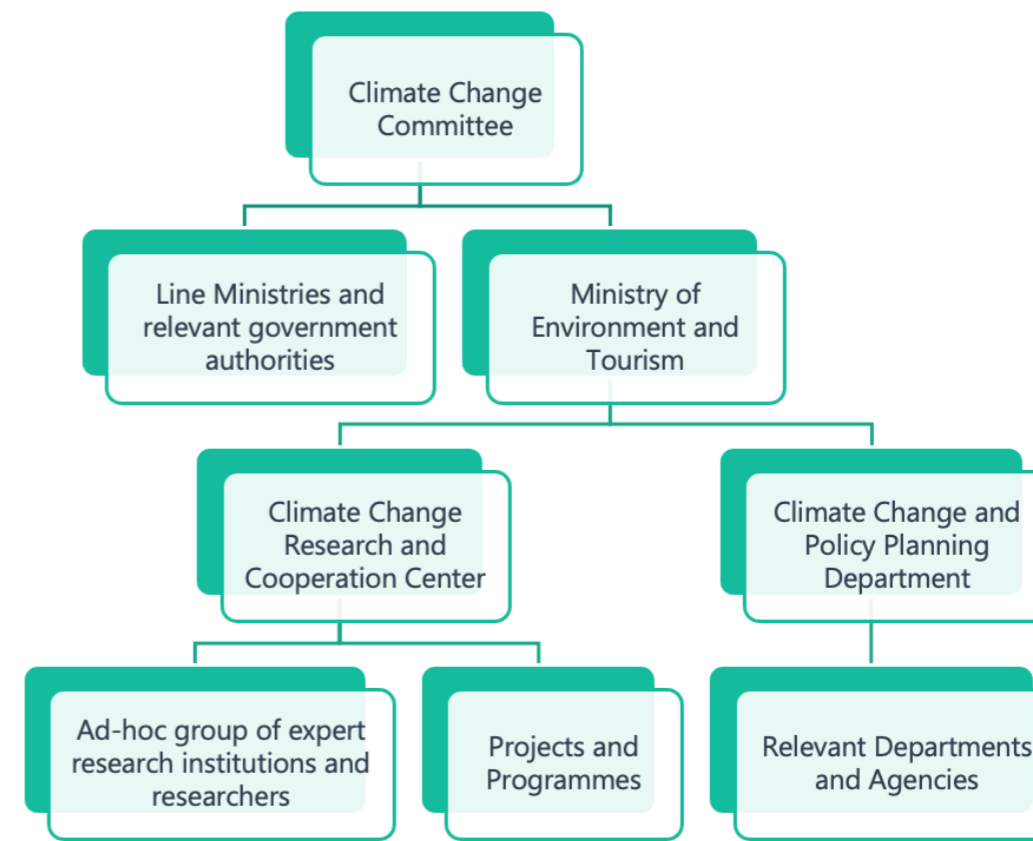 Climate Change
Committee
Line Ministries and
relevant government
authorities
Ministry of
Environment and
Tourism
Climate Change
Research and
Cooperation Center
Climate Change and
Policy Planning
Department
Ad-hoc group of expert
research institutions and
researchers
Projects and
Programmes
Relevant Departments
and Agencies